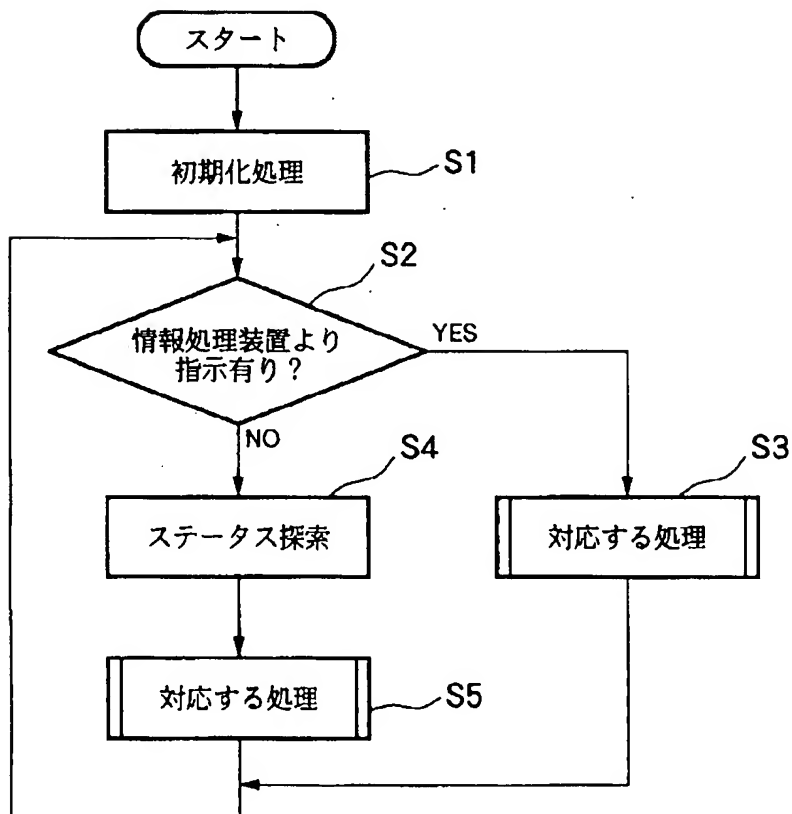 スタート
初期化処理
S1
S2
情報処理装置より
指示有り?
YES
NO
S4
S3
ステータス探索
対応する処理
対応する処理
S5